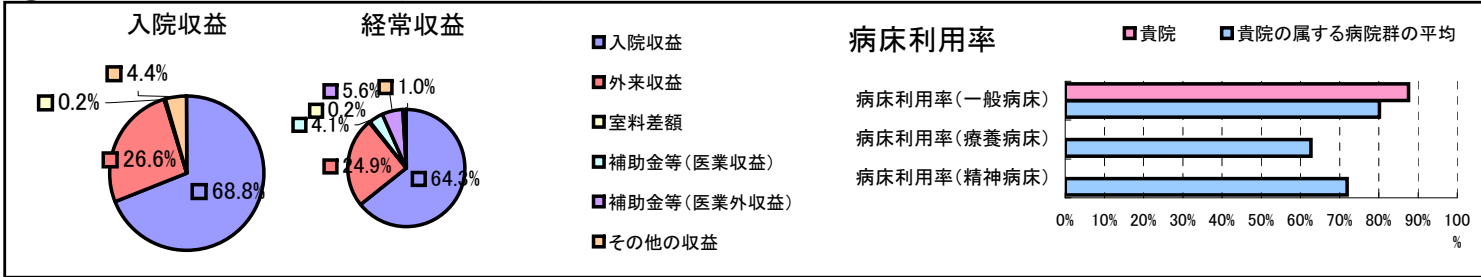 入院収益
4.4%
0.2%
26.6%
68.8%
経常収益
5.6%
1.0%
0.2%
4.1%
24.9%
64.3%
入院収益
外来収益
室料差額
補助金等(医業収益)
補助金等(医業外収益)
その他の収益
病床利用率
貴院 貴院の属する病院群の平均
病床利用率(一般病床)
病床利用率(療養病床)
病床利用率(精神病床)
0% 10% 20% 30% 40% 50% 60% 70% 80% 90% 100
%